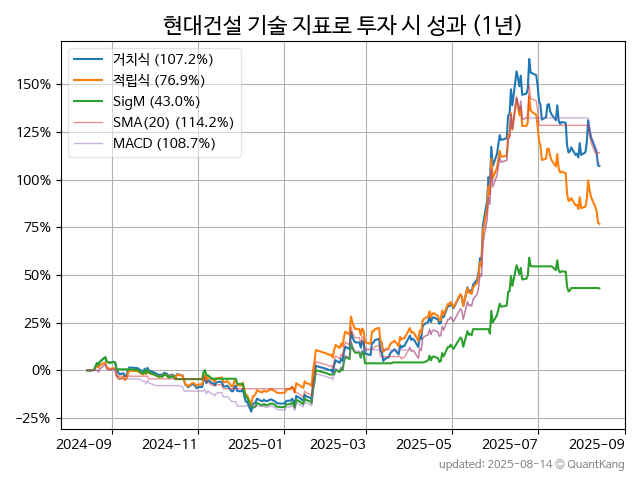 현대건설 기술 지표로 투자 시 성과 (1년)
거치식 (107.2%)
적립식 (76.9%)
SigM (43.0%)
SMA(20) (114.2%)
MACD (108.7%)
150%
125%
100%
75%
50%
25%
0%
−25%
2024-09 2024-11 2025-01 2025-03 2025-05 2025-07 2025-09
updated: 2025-08-14 © QuantKang